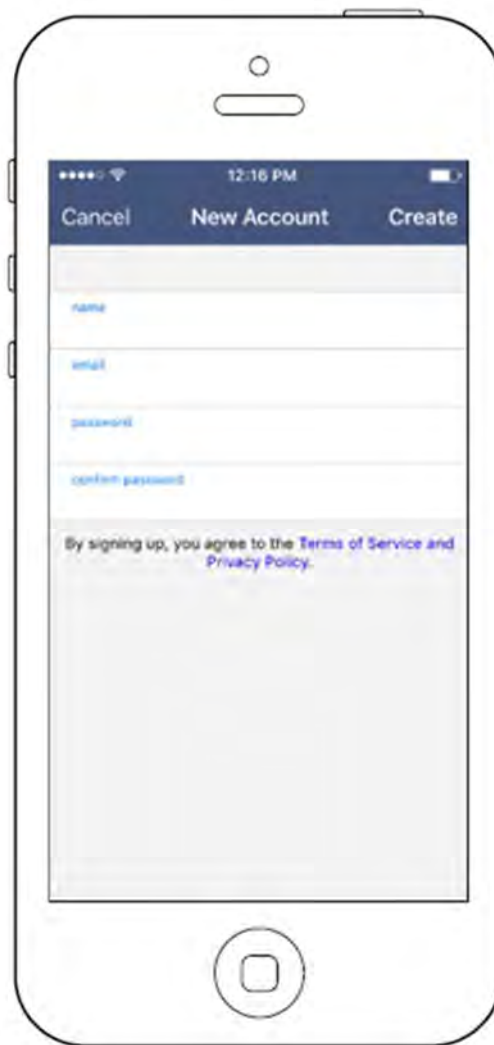 12:16 PM
Cancel New Account Create
name
email
password
confirm password
By signing up, you agree to the Terms of Service and
Privacy Policy.